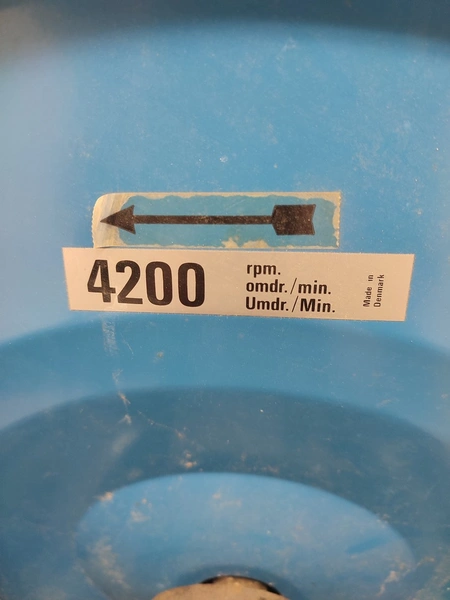 4200
rpm.
omdr./min.
Umdr./Min.
Made in
Denmark